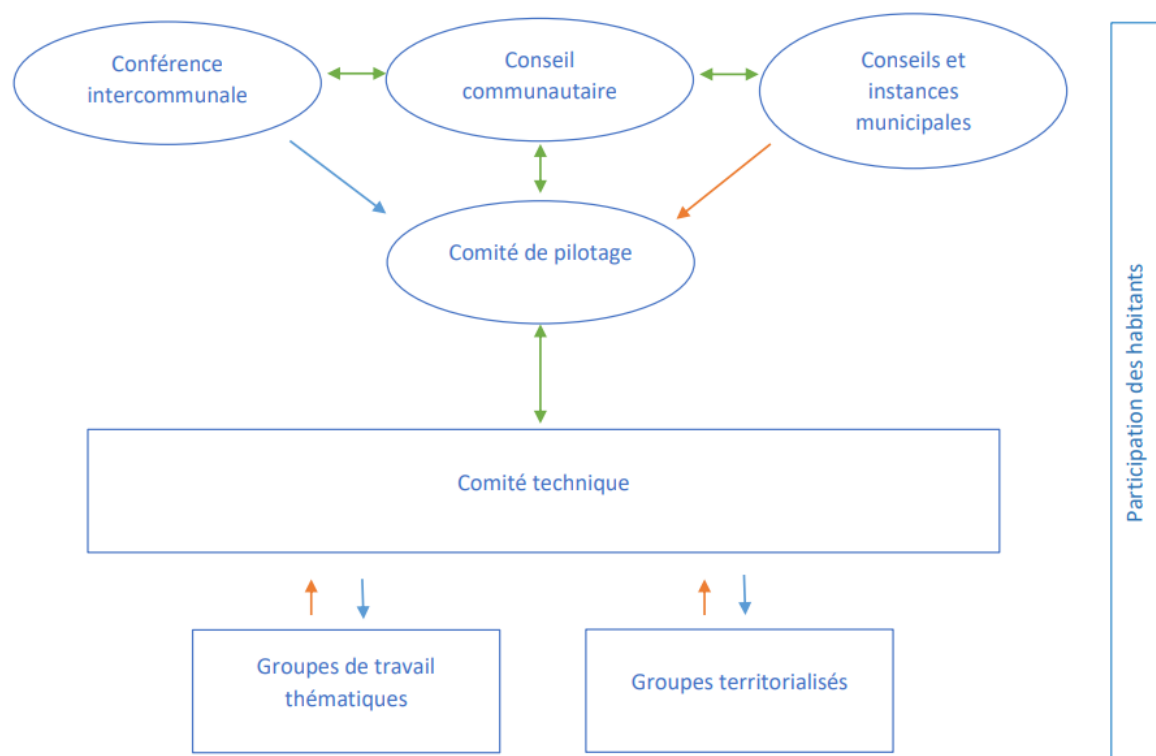 Conférence
intercommunale
Conseil
communautaire
Conseils et
instances
municipales
Comité de pilotage
Comité technique
Groupes de travail
thématiques
Groupes territorialisés
Participation des habitants